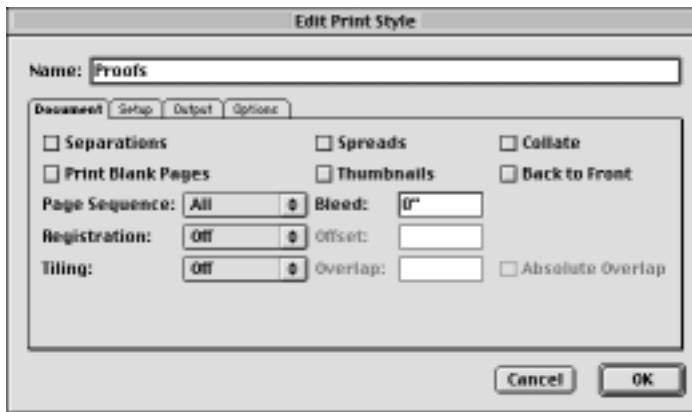 Edit Print Style
Name: Proofs
Document Setup Output Options
Separations Spreads Collate
Print Blank Pages Thumbnails Back to Front
Page Sequence: All Bleed: 0"
Registration: Off Offset:
Tiling: Off Overlap: Absolute Overlap
Cancel OK